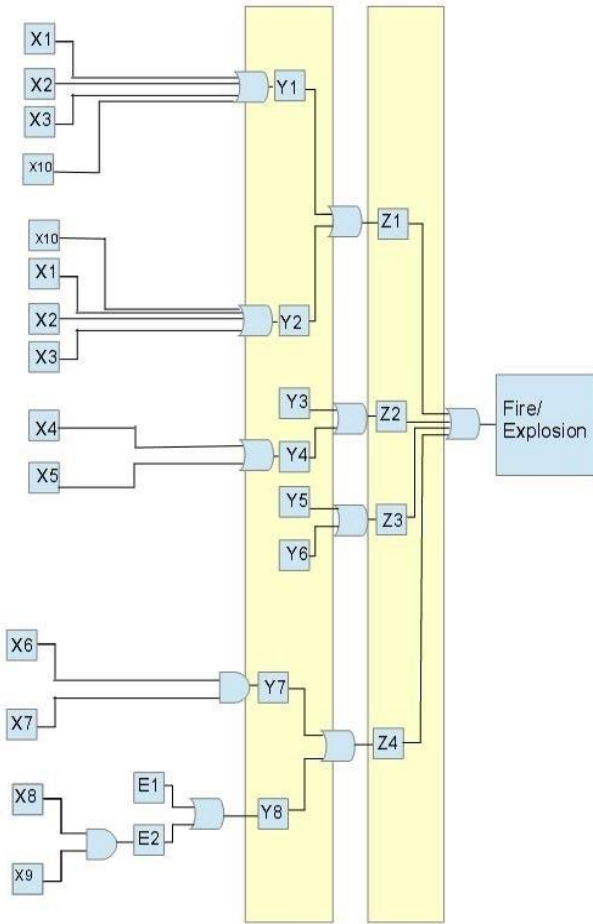 X1
X2
X3
X10
Y1
X10
X1
X2
X3
Y2
Z1
X4
X5
Y3
Y4
Z2
Y5
Y6
Z3
Fire/
Explosion
X6
X7
Y7
X8
X9
E1
E2
Y8
Z4